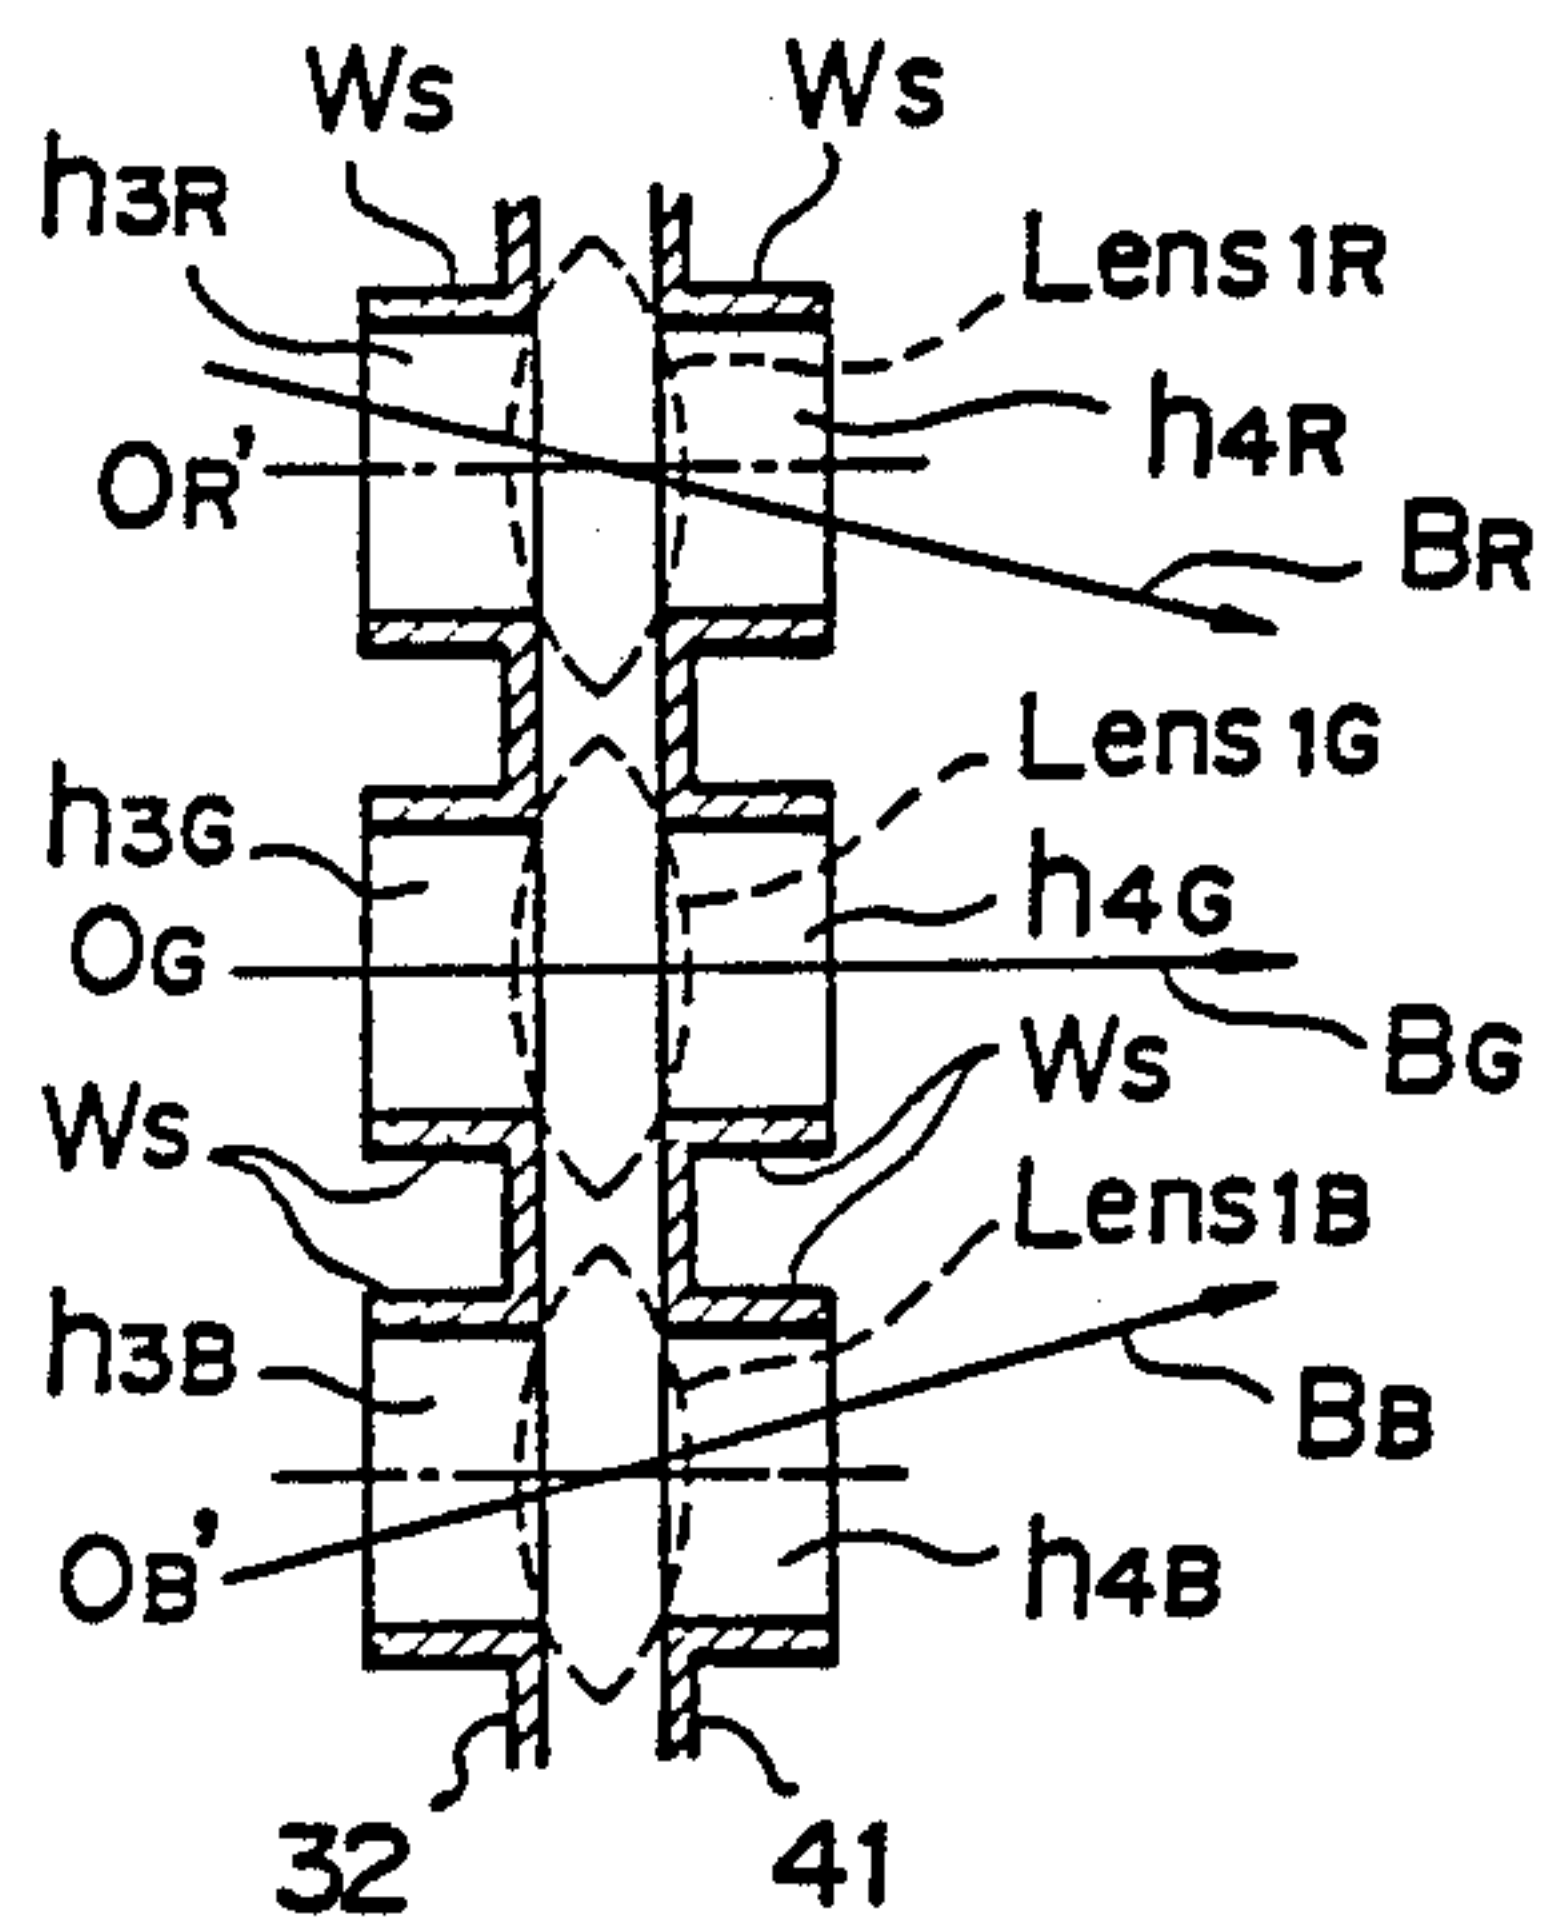 Ws
Ws
h3R
Lens1R
h4R
OR'
BR
Lens1G
h3G
h4G
OG
BG
Ws
Ws
Lens1B
h3B
BB
OB'
h4B
32
41